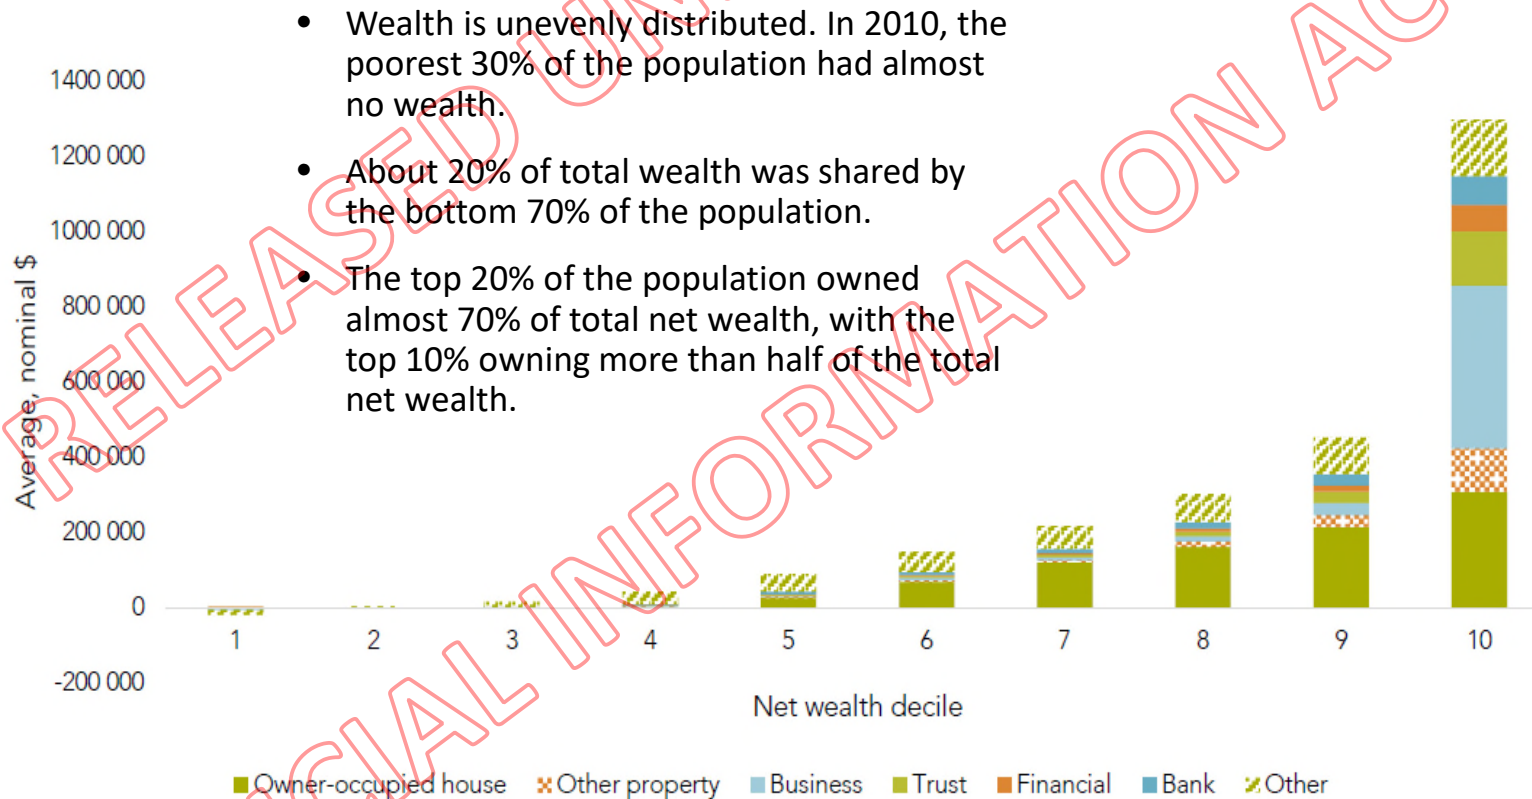 • Wealth is unevenly distributed. In 2010, the
poorest 30% of the population had almost
no wealth.
• About 20% of total wealth was shared by
the bottom 70% of the population.
• The top 20% of the population owned
almost 70% of total net wealth, with the
top 10% owning more than half of the total
net wealth.
Average, nominal $
1400 000
1200 000
1000 000
800 000
600 000
400 000
200 000
0
-200 000
1 2 3 4 5 6 7 8 9 10
Net wealth decile
Owner-occupied house Other property Business Trust Financial Bank Other
RELEASED UN
CIAL INFORMATION AC